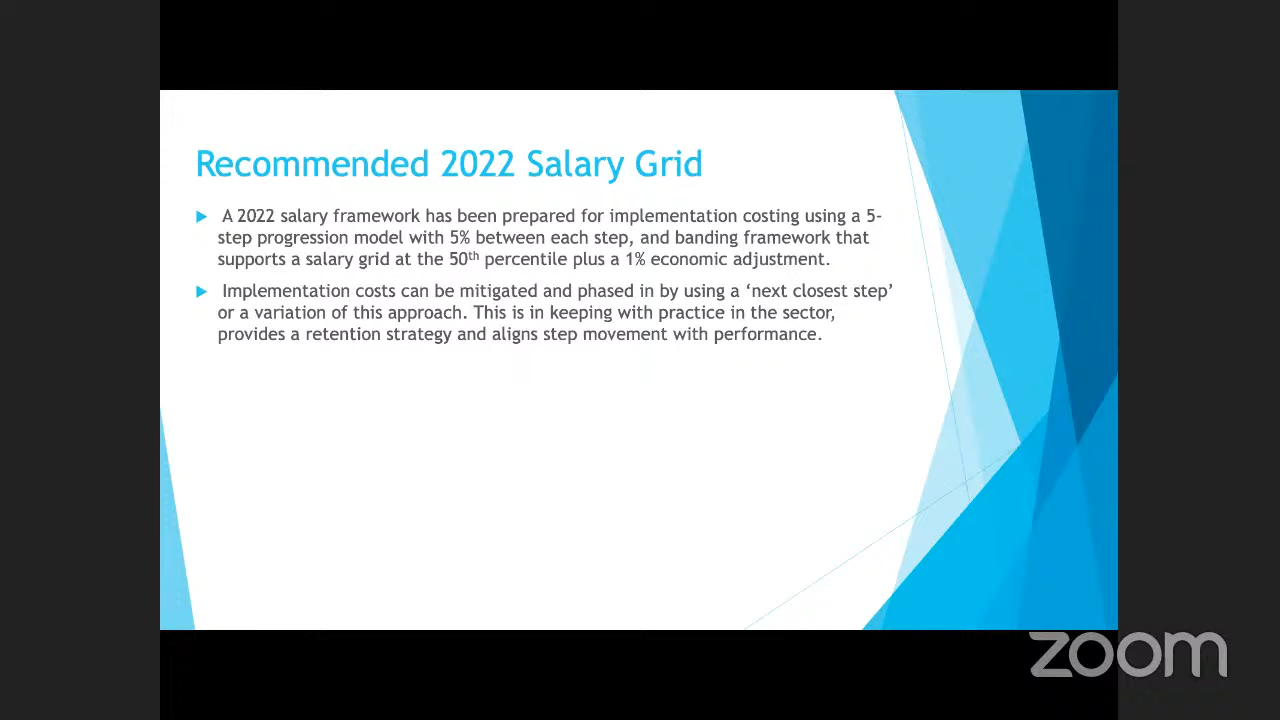 Recommended 2022 Salary Grid
A 2022 salary framework has been prepared for implementation costing using a 5-
step progression model with 5% between each step, and banding framework that
supports a salary grid at the 50th percentile plus a 1% economic adjustment.
Implementation costs can be mitigated and phased in by using a ‘next closest step’
or a variation of this approach. This is in keeping with practice in the sector,
provides a retention strategy and aligns step movement with performance.
zoom